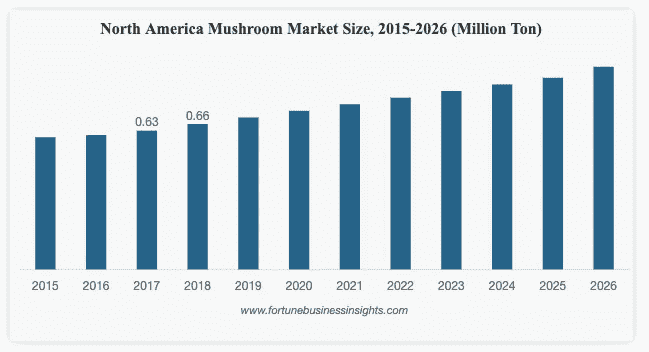 North America Mushroom Market Size, 2015-2026 (Million Ton)
0.63 0.66
2015 2016 2017 2018 2019 2020 2021 2022 2023 2024 2025 2026
www.fortunebusinessinsights.com